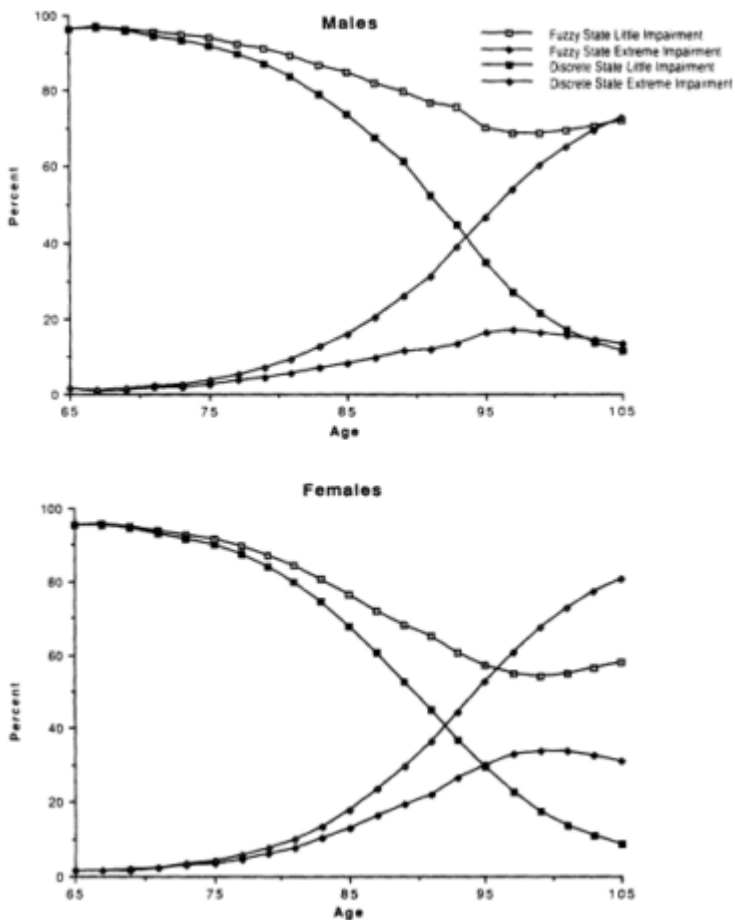 Males
Fuzzy State Little Impairment
Fuzzy State Extreme Impairment
Discrete State Little Impairment
Discrete State Extreme Impairment
100
80
60
40
20
0
Percent
65
75
85
95
105
Age
Females
100
80
60
40
20
0
Percent
65
75
85
95
105
Age